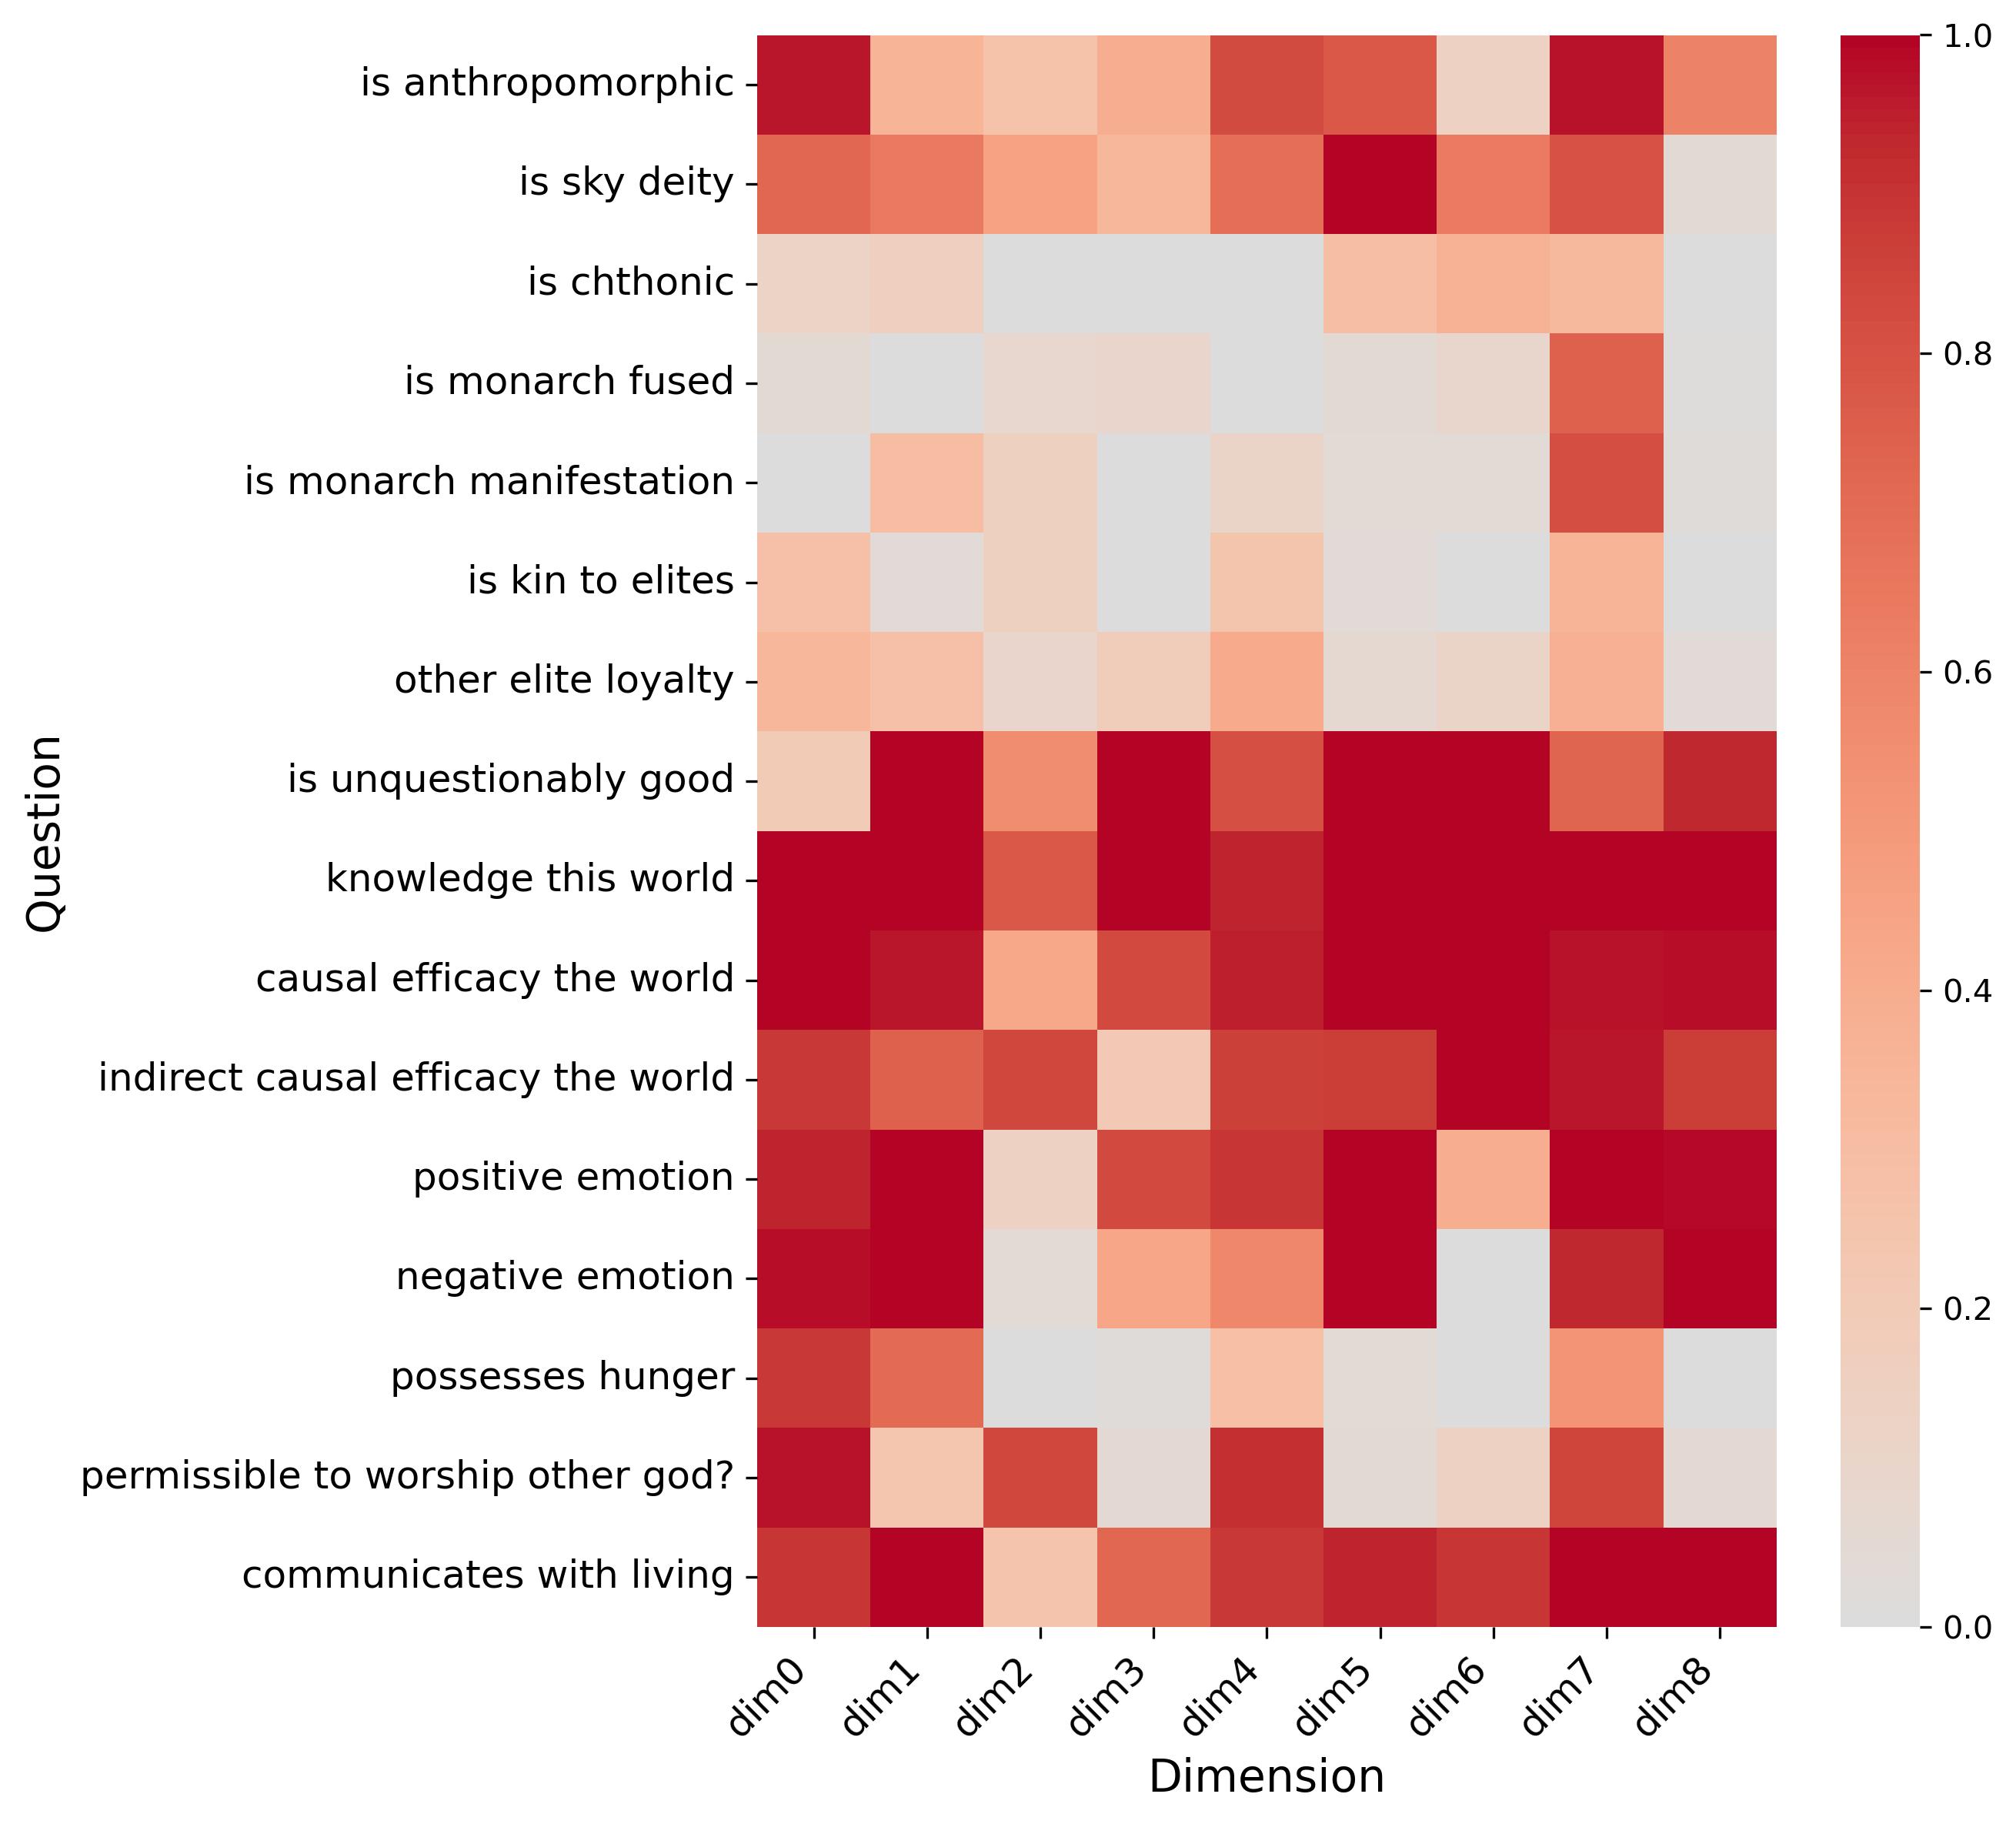 is anthropomorphic
is sky deity
is chthonic
is monarch fused
is monarch manifestation
is kin to elites
other elite loyalty
is unquestionably good
knowledge this world
causal efficacy the world
indirect causal efficacy the world
positive emotion
negative emotion
possesses hunger
permissible to worship other god?
communicates with living
Question
dim0
dim1
dim2
dim3
dim4
dim5
dim6
dim7
dim8
Dimension
1.0
0.8
0.6
0.4
0.2
0.0